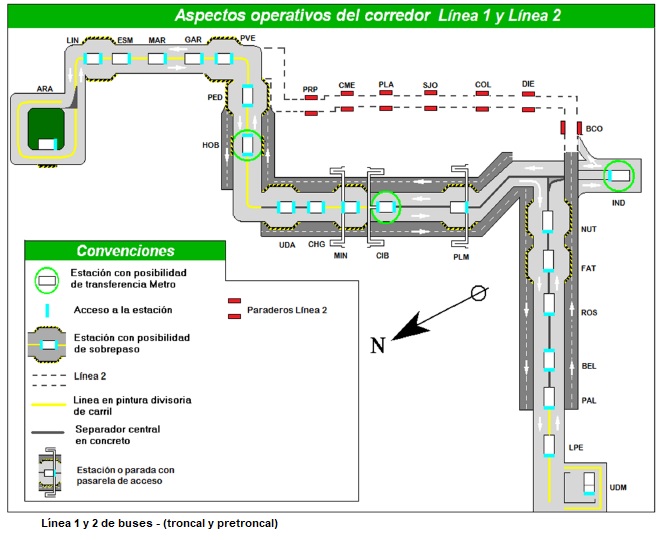 Aspectos operativos del corredor Línea 1 y Línea 2
LIN
ESM
MAR
GAR
PVE
ARA
PED
PRP
CME
PLA
SJO
COL
DIE
BCO
HOB
IND
UDA
CHG
MIN
CIB
PLM
NUT
FAT
ROS
BEL
PAL
LPE
UDM
N
Convenciones
Estación con posibilidad
de transferencia Metro
Acceso a la estación
Estación con posibilidad
de sobrepaso
Línea 2
Linea en pintura divisoria
de carril
Separador central
en concreto
Estación o parada con
pasarela de acceso
Paraderos Línea 2
Línea 1 y 2 de buses - (troncal y pretroncal)